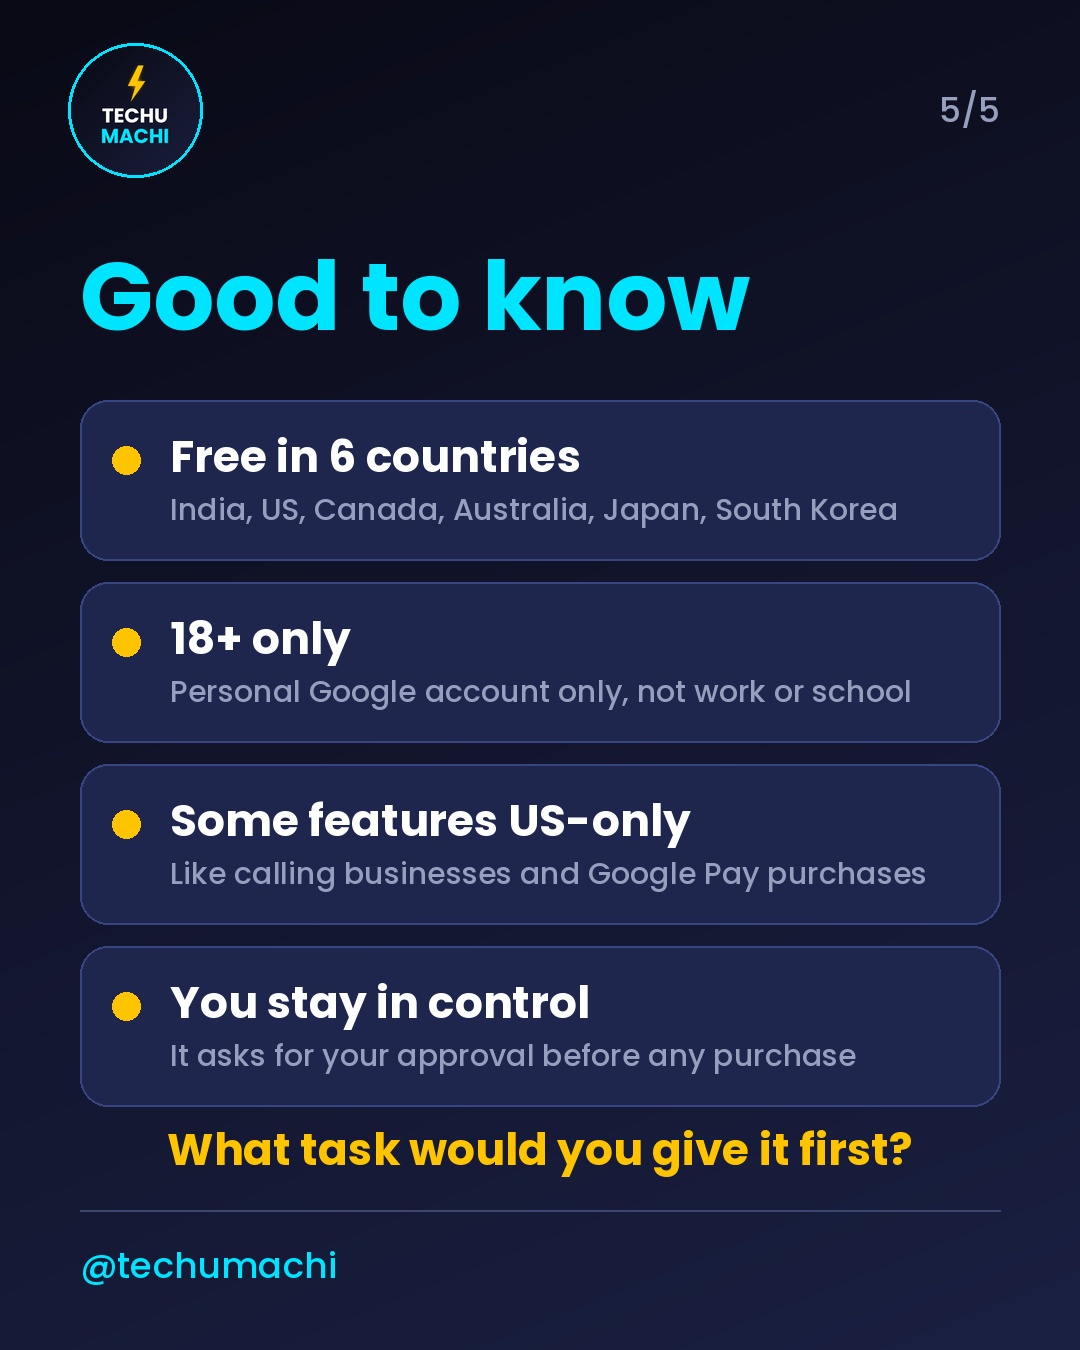 TECHU
MACHI
5/5
Good to know
Free in 6 countries
India, US, Canada, Australia, Japan, South Korea
18+ only
Personal Google account only, not work or school
Some features US-only
Like calling businesses and Google Pay purchases
You stay in control
It asks for your approval before any purchase
What task would you give it first?
@techumachi